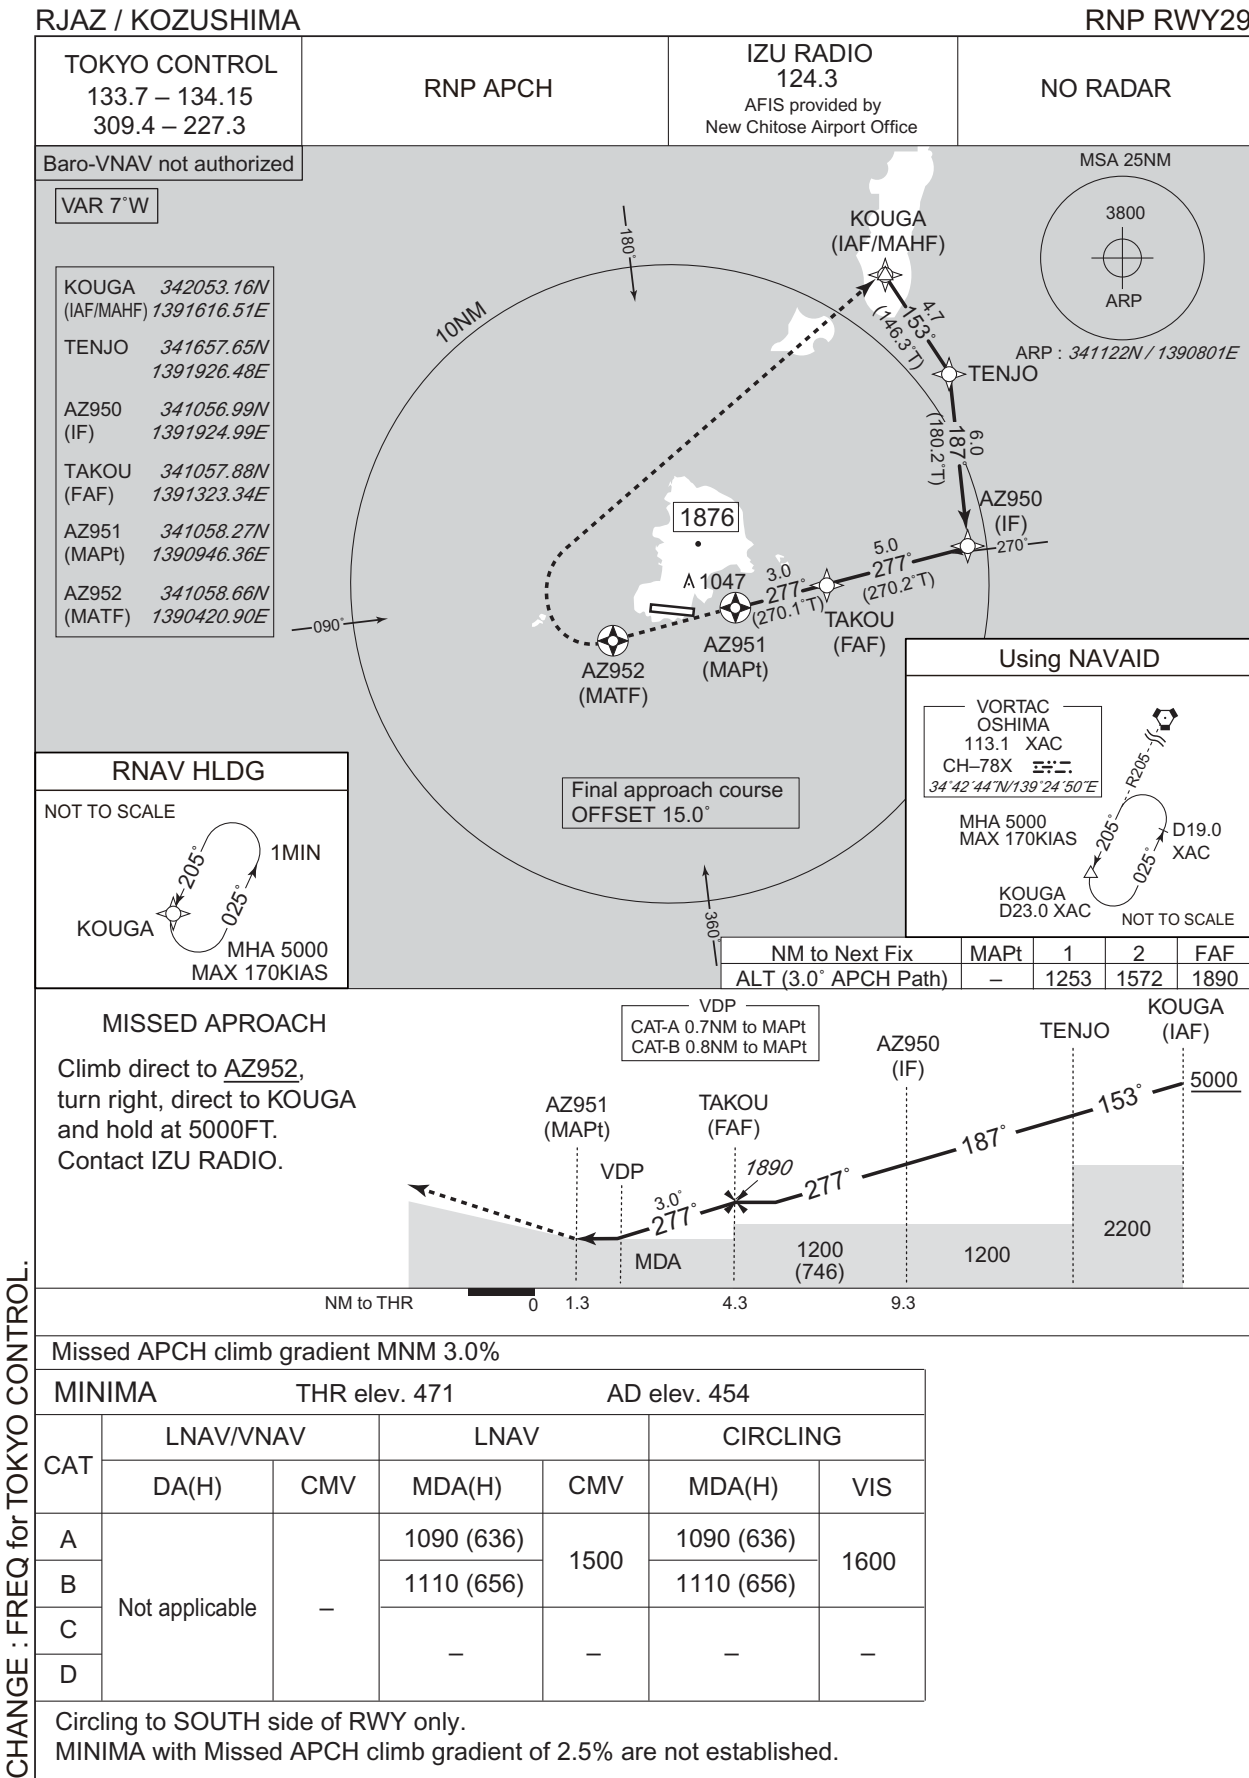 RJAZ / KOZUSHIMA
RNP RWY29
TOKYO CONTROL
133.7 – 134.15
309.4 – 227.3
RNP APCH
IZU RADIO
124.3
AFIS provided by
New Chitose Airport Office
NO RADAR
Baro-VNAV not authorized
VAR 7˚W
KOUGA 342053.16N
(IAF/MAHF) 1391616.51E
TENJO 341657.65N
1391926.48E
AZ950 341056.99N
(IF) 1391924.99E
TAKOU 341057.88N
(FAF) 1391323.34E
AZ951 341058.27N
(MAPt) 1390946.36E
AZ952 341058.66N
(MATF) 1390420.90E
MSA 25NM
3800
ARP
ARP : 341122N / 1390801E
180˚
10NM
KOUGA
(IAF/MAHF)
4.7
153˚
(146.3˚T)
TENJO
6.0
187˚
(180.2˚T)
AZ950
(IF)
270˚
1876
1047
5.0
277˚
(270.2˚T)
3.0
277˚
(270.1˚T)
TAKOU
(FAF)
AZ951
(MAPt)
AZ952
(MATF)
090˚
360˚
Final approach course
OFFSET 15.0˚
RNAV HLDG
NOT TO SCALE
205˚
025˚
1MIN
KOUGA
MHA 5000
MAX 170KIAS
Using NAVAID
VORTAC
OSHIMA
113.1 XAC
CH–78X
34˚42´44˝N/139˚24´50˝E
R205
MHA 5000
MAX 170KIAS
205˚
025˚
D19.0
XAC
KOUGA
D23.0 XAC
NOT TO SCALE
NM to Next Fix MAPt 1 2 FAF
ALT (3.0˚ APCH Path) – 1253 1572 1890
MISSED APROACH
Climb direct to AZ952,
turn right, direct to KOUGA
and hold at 5000FT.
Contact IZU RADIO.
VDP
CAT-A 0.7NM to MAPt
CAT-B 0.8NM to MAPt
KOUGA
(IAF)
TENJO
AZ950
(IF)
TAKOU
(FAF)
AZ951
(MAPt)
VDP
5000
153˚
187˚
277˚
1890
3.0˚
277˚
MDA
1200
(746)
1200
2200
NM to THR 0 1.3 4.3 9.3
Missed APCH climb gradient MNM 3.0%
MINIMA THR elev. 471 AD elev. 454
CAT LNAV/VNAV LNAV CIRCLING
DA(H) CMV MDA(H) CMV MDA(H) VIS
A 1090 (636) 1090 (636)
1500 1600
B 1110 (656) 1110 (656)
Not applicable –
C
– – – –
D
Circling to SOUTH side of RWY only.
MINIMA with Missed APCH climb gradient of 2.5% are not established.
CHANGE : FREQ for TOKYO CONTROL.